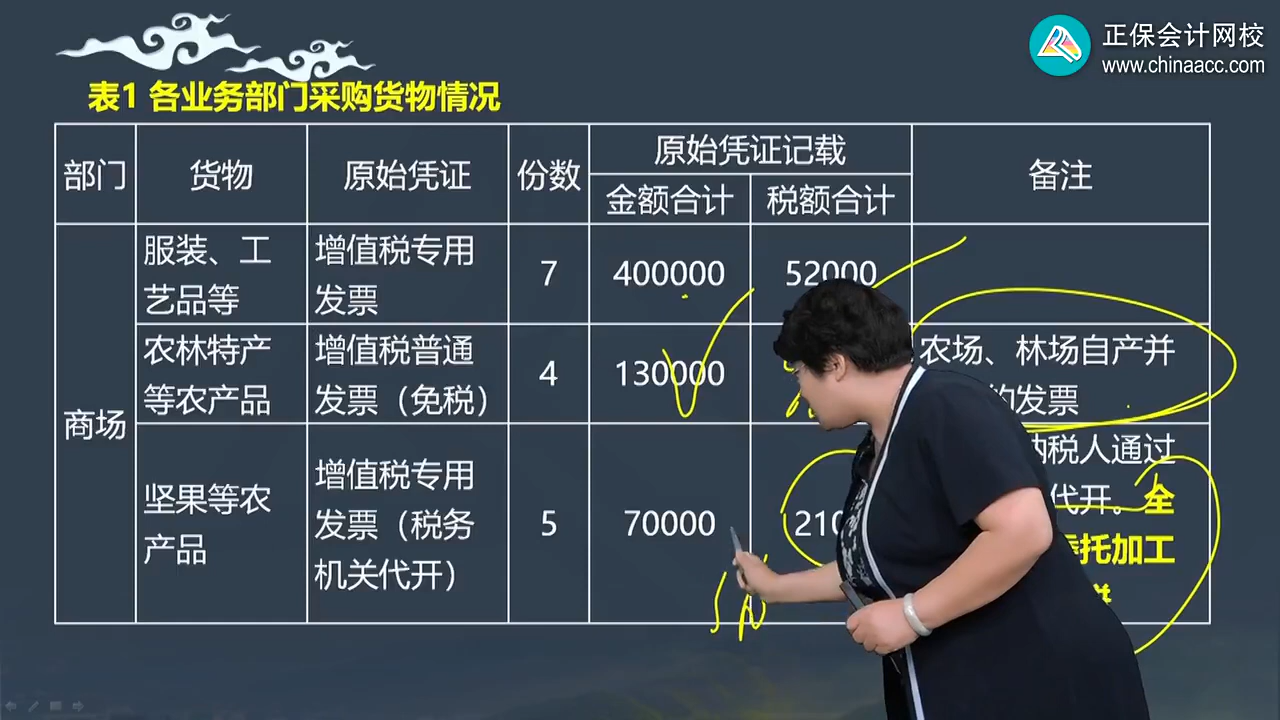 正保会计网校
www.chinaacc.com
表1 各业务部门采购货物情况
部门
货物
原始凭证
份数
原始凭证记载
金额合计
税额合计
备注
商场
服装、工
艺品等
增值税专用
发票
7
400000
52000
农林特产
等农产品
增值税普通
发票（免税）
4
130000
农场、林场自产并
的发票
坚果等农
产品
增值税专用
发票（税务
机关代开）
5
70000
210
纳税人通过
代开。全
委托加工